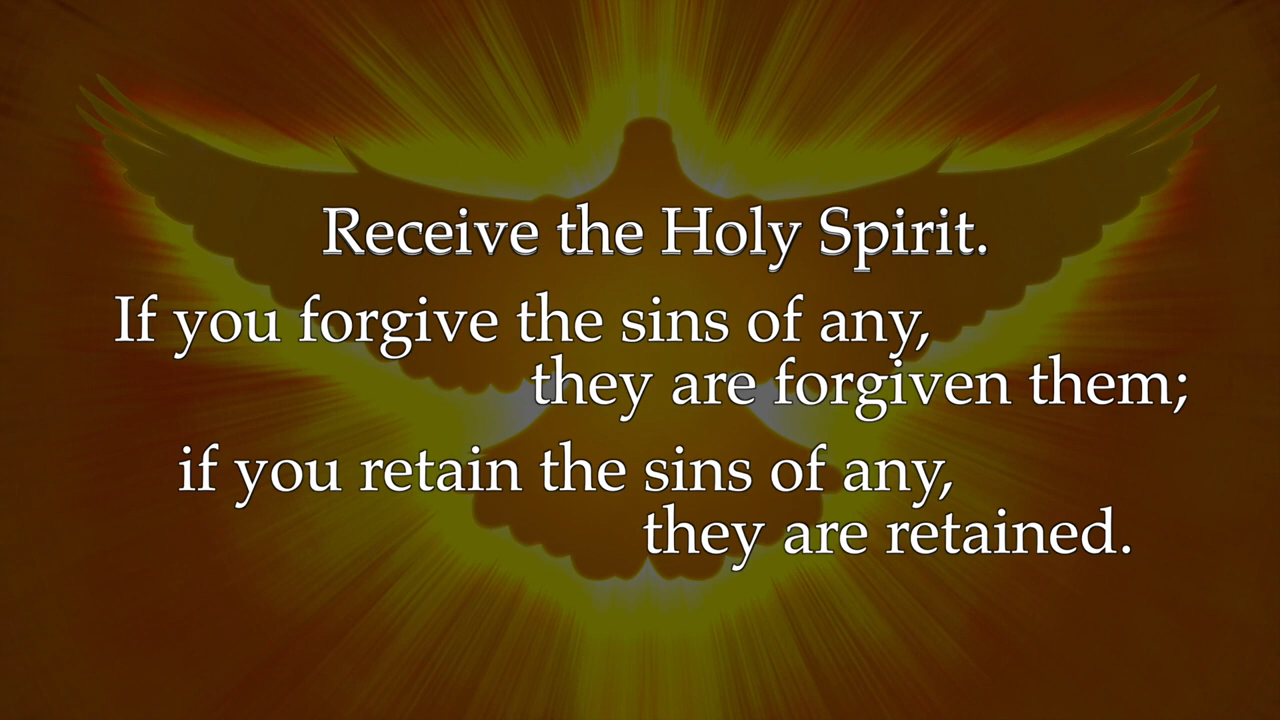 Receive the Holy Spirit.
If you forgive the sins of any,
they are forgiven them;
if you retain the sins of any,
they are retained.